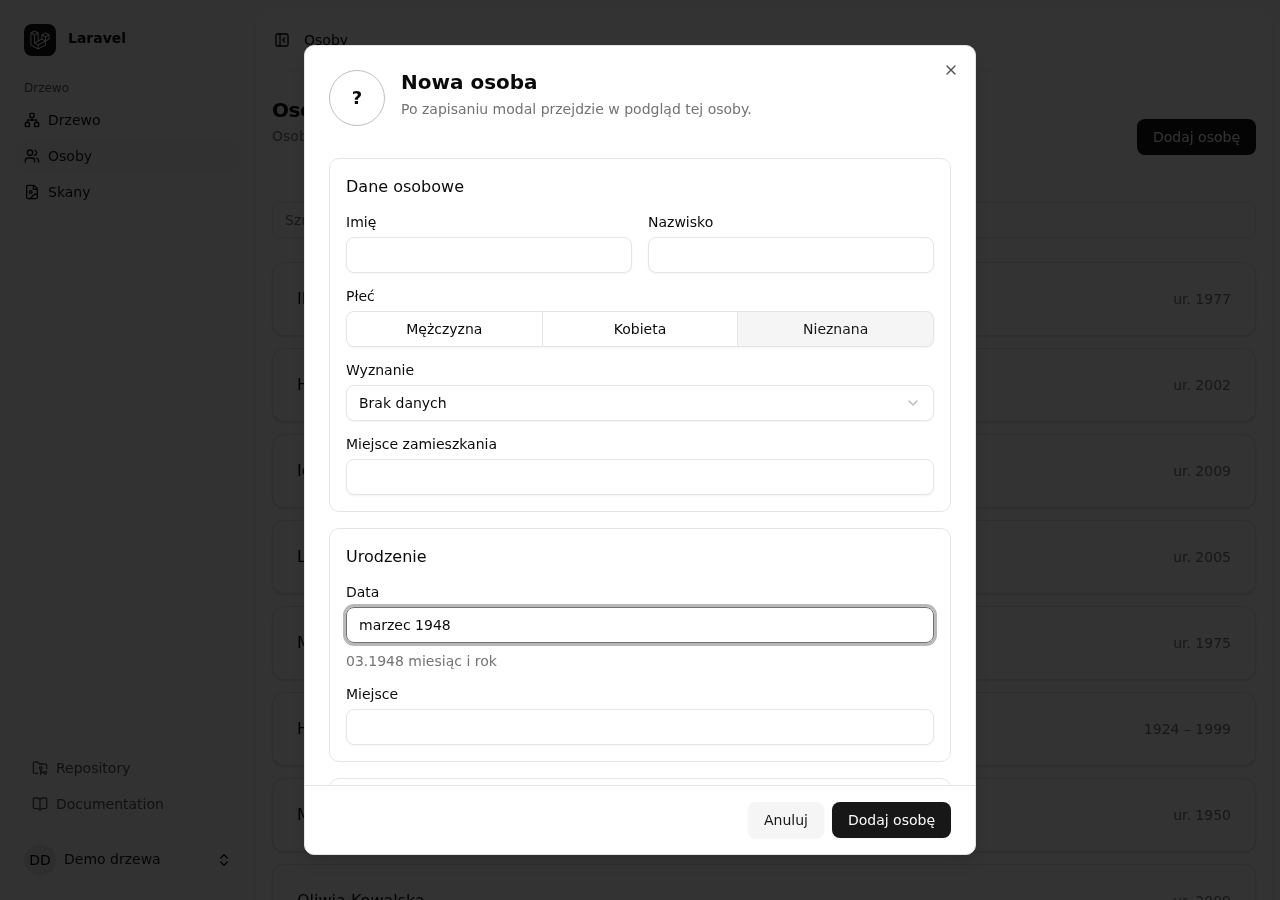 Laravel
Osoby
Drzewo
Drzewo
Osoby
Skany
Dodaj osobę
?
Nowa osoba
Po zapisaniu modal przejdzie w podgląd tej osoby.
Dane osobowe
Imię
Nazwisko
Płeć
Mężczyzna
Kobieta
Nieznana
Wyznanie
Brak danych
Miejsce zamieszkania
Urodzenie
Data
marzec 1948
03.1948 miesiąc i rok
Miejsce
Anuluj
Dodaj osobę
ur. 1977
ur. 2002
ur. 2009
ur. 2005
ur. 1975
1924 – 1999
ur. 1950
Oliwia Kowalska
Repository
Documentation
DD
Demo drzewa